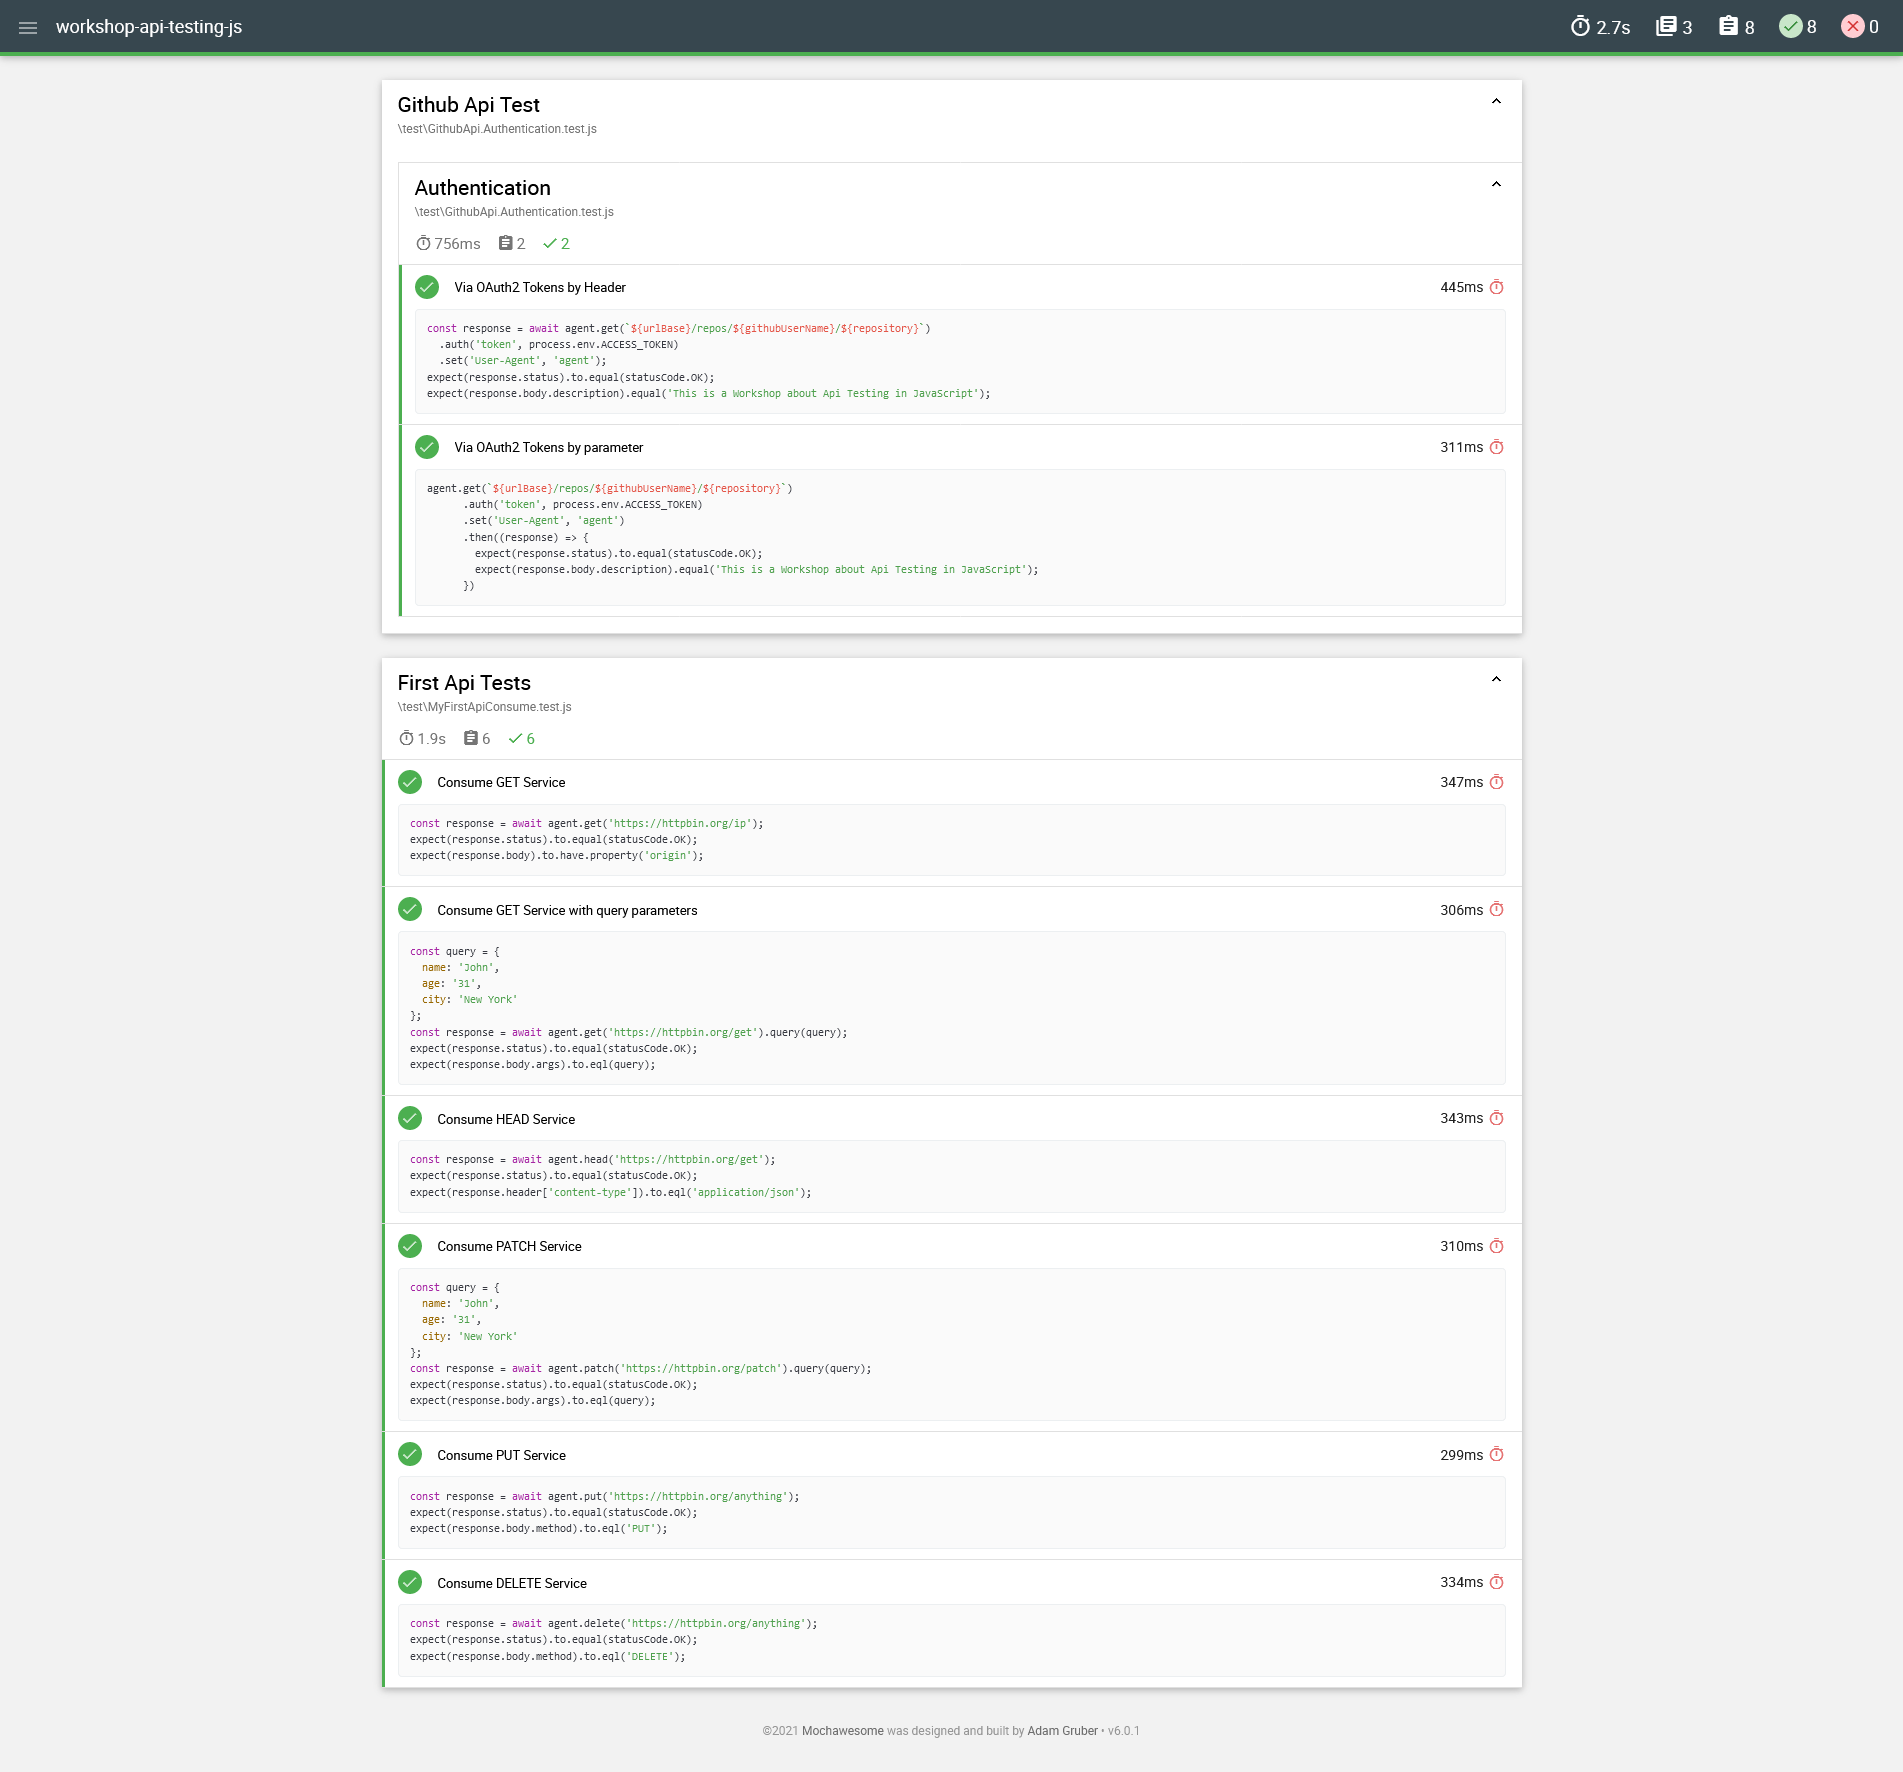 workshop-api-testing-js
2.7s 3 8 8 0
Github Api Test
\test\GithubApi.Authentication.test.js
Authentication
\test\GithubApi.Authentication.test.js
756ms 2 2
Via OAuth2 Tokens by Header 445ms
const response = await agent.get(`${urlBase}/repos/${githubUserName}/${repository}`)
  .auth('token', process.env.ACCESS_TOKEN)
  .set('User-Agent', 'agent');
expect(response.status).to.equal(statusCode.OK);
expect(response.body.description).equal('This is a Workshop about Api Testing in JavaScript');
Via OAuth2 Tokens by parameter 311ms
agent.get(`${urlBase}/repos/${githubUserName}/${repository}`)
      .auth('token', process.env.ACCESS_TOKEN)
      .set('User-Agent', 'agent')
      .then((response) => {
        expect(response.status).to.equal(statusCode.OK);
        expect(response.body.description).equal('This is a Workshop about Api Testing in JavaScript');
      })
First Api Tests
\test\MyFirstApiConsume.test.js
1.9s 6 6
Consume GET Service 347ms
const response = await agent.get('https://httpbin.org/ip');
expect(response.status).to.equal(statusCode.OK);
expect(response.body).to.have.property('origin');
Consume GET Service with query parameters 306ms
const query = {
  name: 'John',
  age: '31',
  city: 'New York'
};
const response = await agent.get('https://httpbin.org/get').query(query);
expect(response.status).to.equal(statusCode.OK);
expect(response.body.args).to.eql(query);
Consume HEAD Service 343ms
const response = await agent.head('https://httpbin.org/get');
expect(response.status).to.equal(statusCode.OK);
expect(response.header['content-type']).to.eql('application/json');
Consume PATCH Service 310ms
const query = {
  name: 'John',
  age: '31',
  city: 'New York'
};
const response = await agent.patch('https://httpbin.org/patch').query(query);
expect(response.status).to.equal(statusCode.OK);
expect(response.body.args).to.eql(query);
Consume PUT Service 299ms
const response = await agent.put('https://httpbin.org/anything');
expect(response.status).to.equal(statusCode.OK);
expect(response.body.method).to.eql('PUT');
Consume DELETE Service 334ms
const response = await agent.delete('https://httpbin.org/anything');
expect(response.status).to.equal(statusCode.OK);
expect(response.body.method).to.eql('DELETE');
©2021 Mochawesome was designed and built by Adam Gruber • v6.0.1